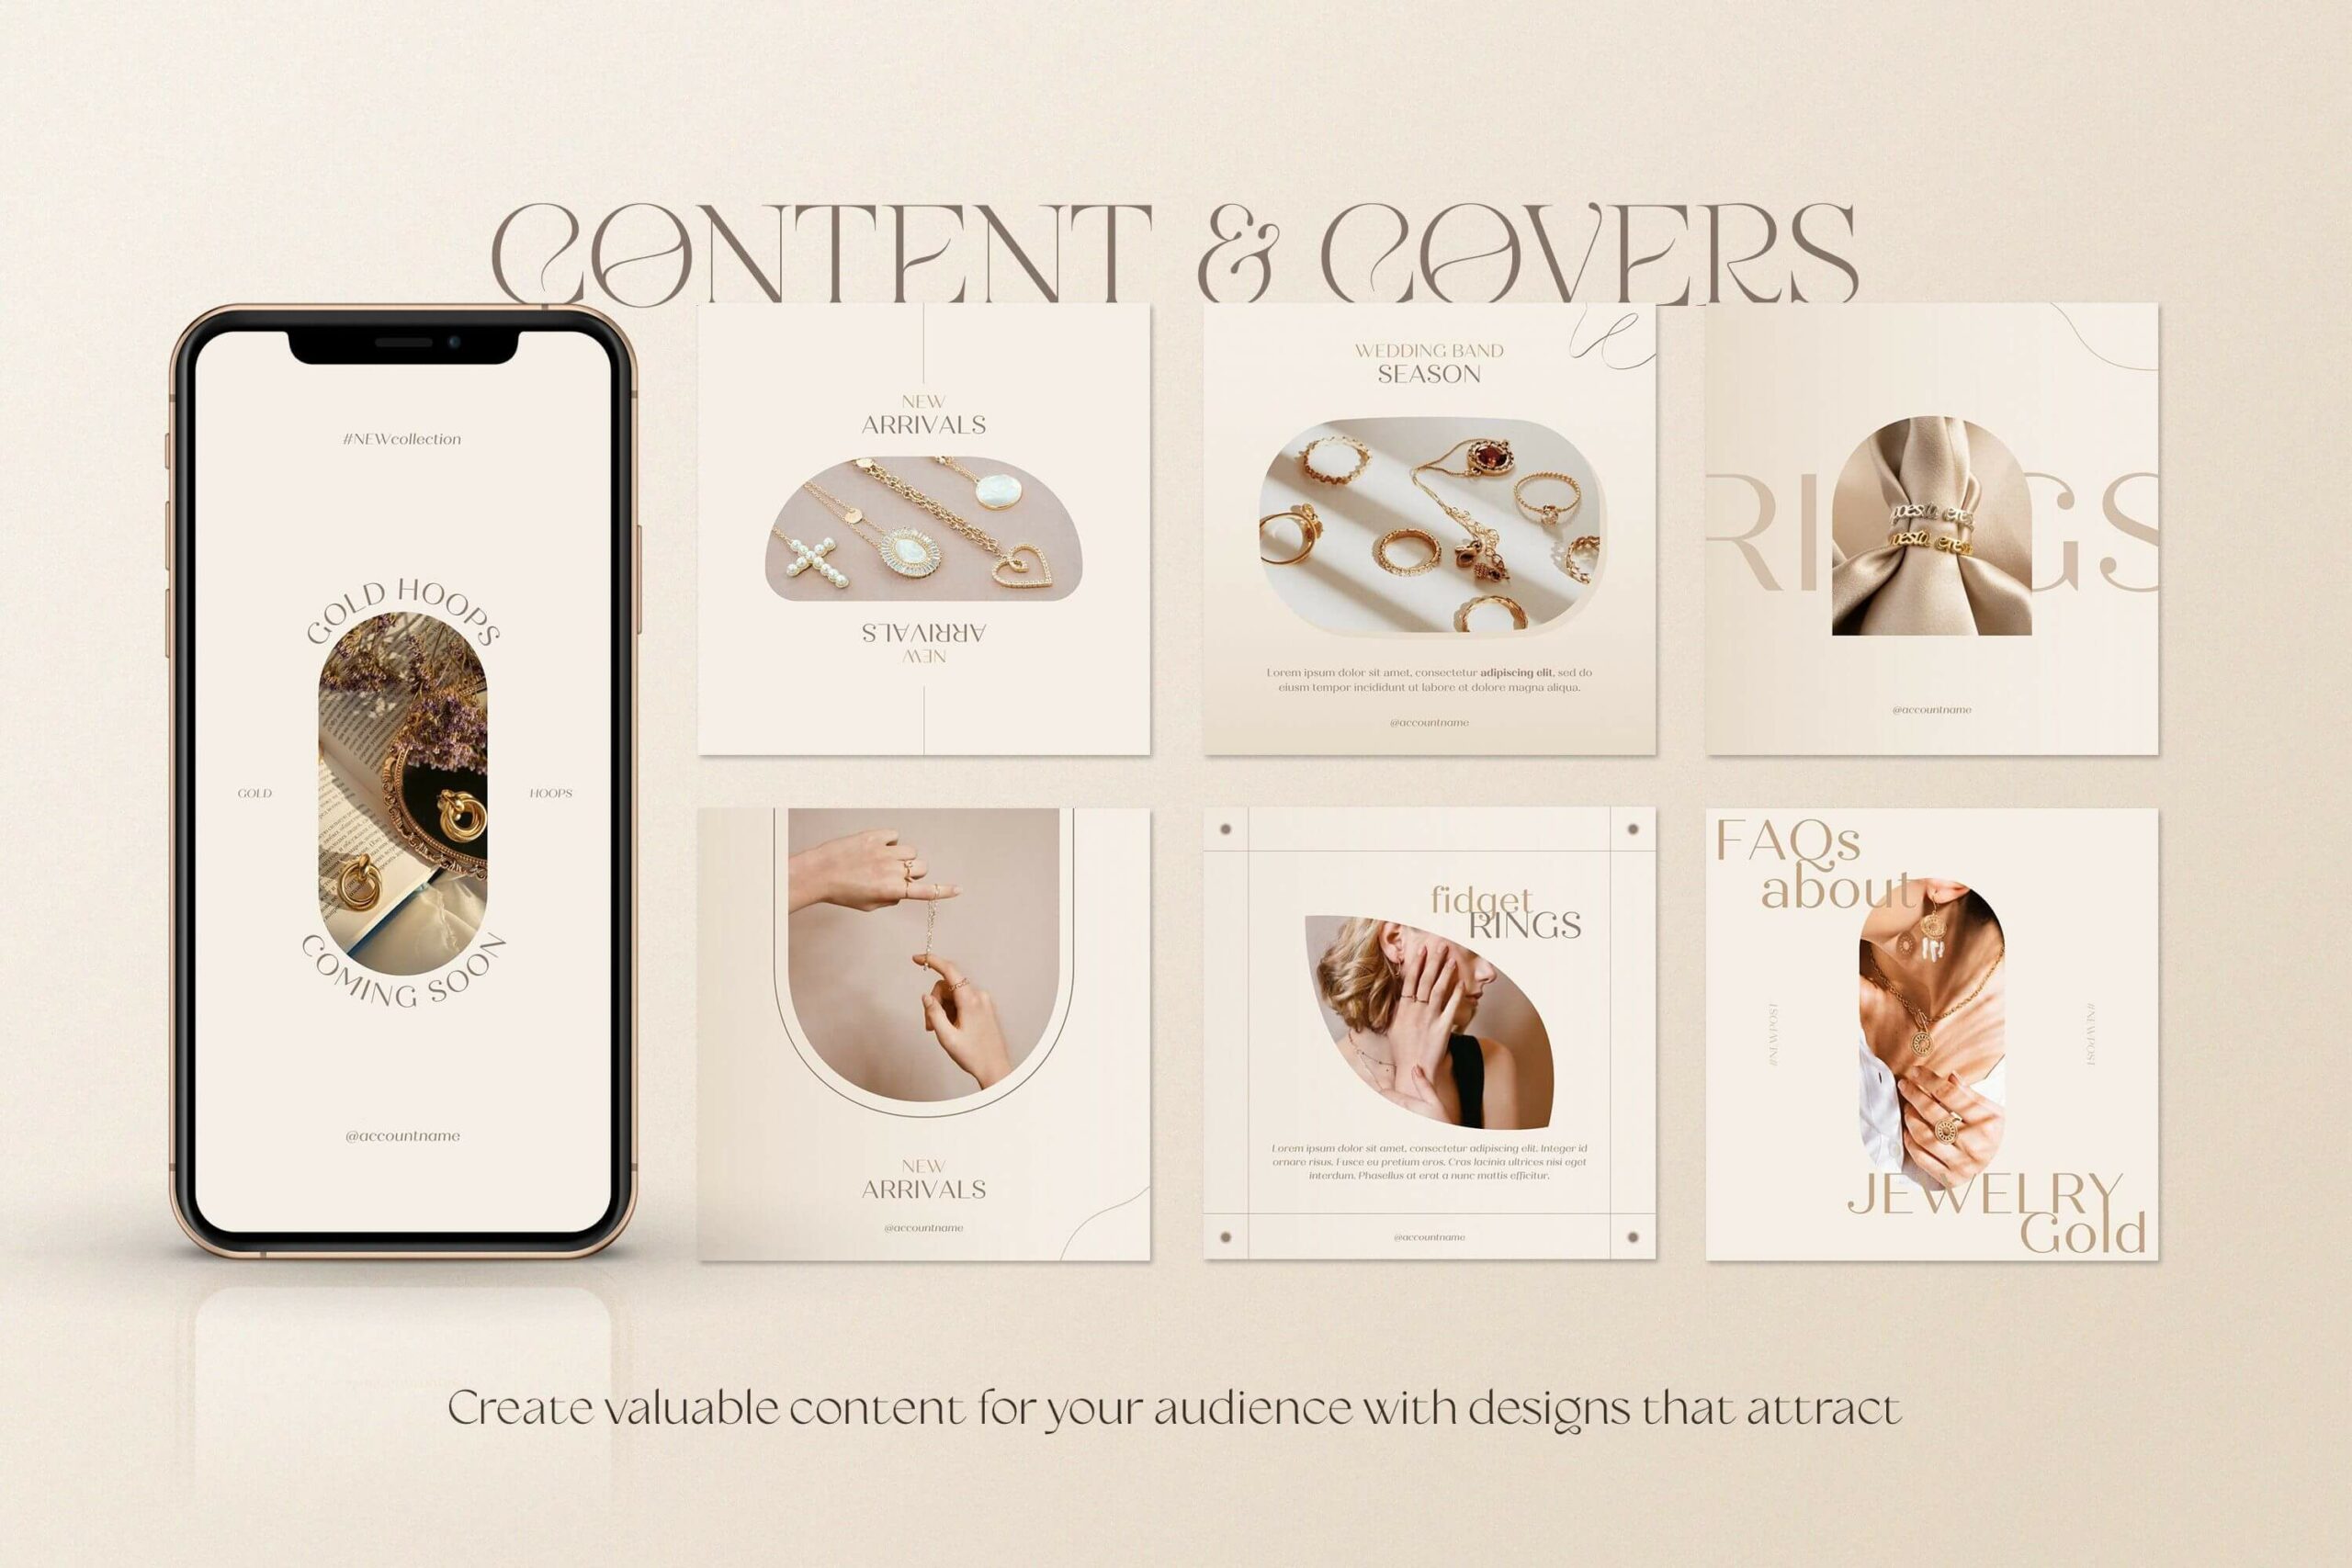 CONTENT & COVERS
#NEWcollection
GOLD HOOPS
GOLD
HOOPS
COMING SOON
@accountname
NEW
ARRIVALS
ARRIVALS
NEW
WEDDING BAND
SEASON
Lorem ipsum dolor sit amet, consectetur adipiscing elit, sed do
eiusm tempor incididunt ut labore et dolore magna aliqua.
@accountname
RI GS
@accountname
NEW
ARRIVALS
@accountname
fidget
RINGS
Lorem ipsum dolor sit amet, consectetur adipiscing elit. Integer id
ornare risus. Fusce eu pretium eros. Cras lacinia ultrices nisi eget
interdum. Phasellus at erat a nunc mattis efficitur.
@accountname
FAQs
about
#NEWPOST
#NEWPOST
JEWELRY
Gold
Create valuable content for your audience with designs that attract